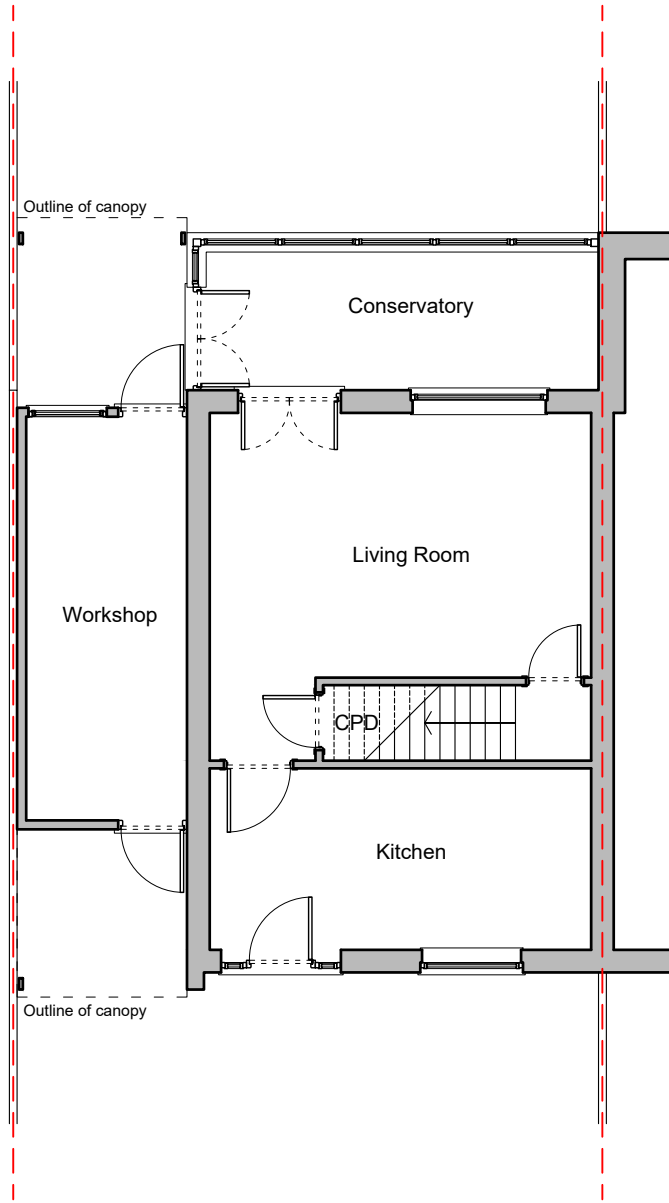 Outline of canopy
Conservatory
Living Room
Workshop
CPD
Kitchen
Outline of canopy